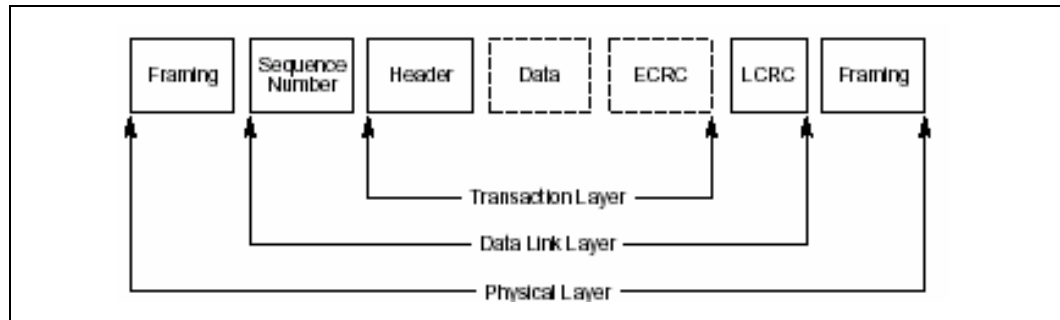 Framing
Sequence
Number
Header
Data
ECRC
LCRC
Framing
Transaction Layer
Data Link Layer
Physical Layer